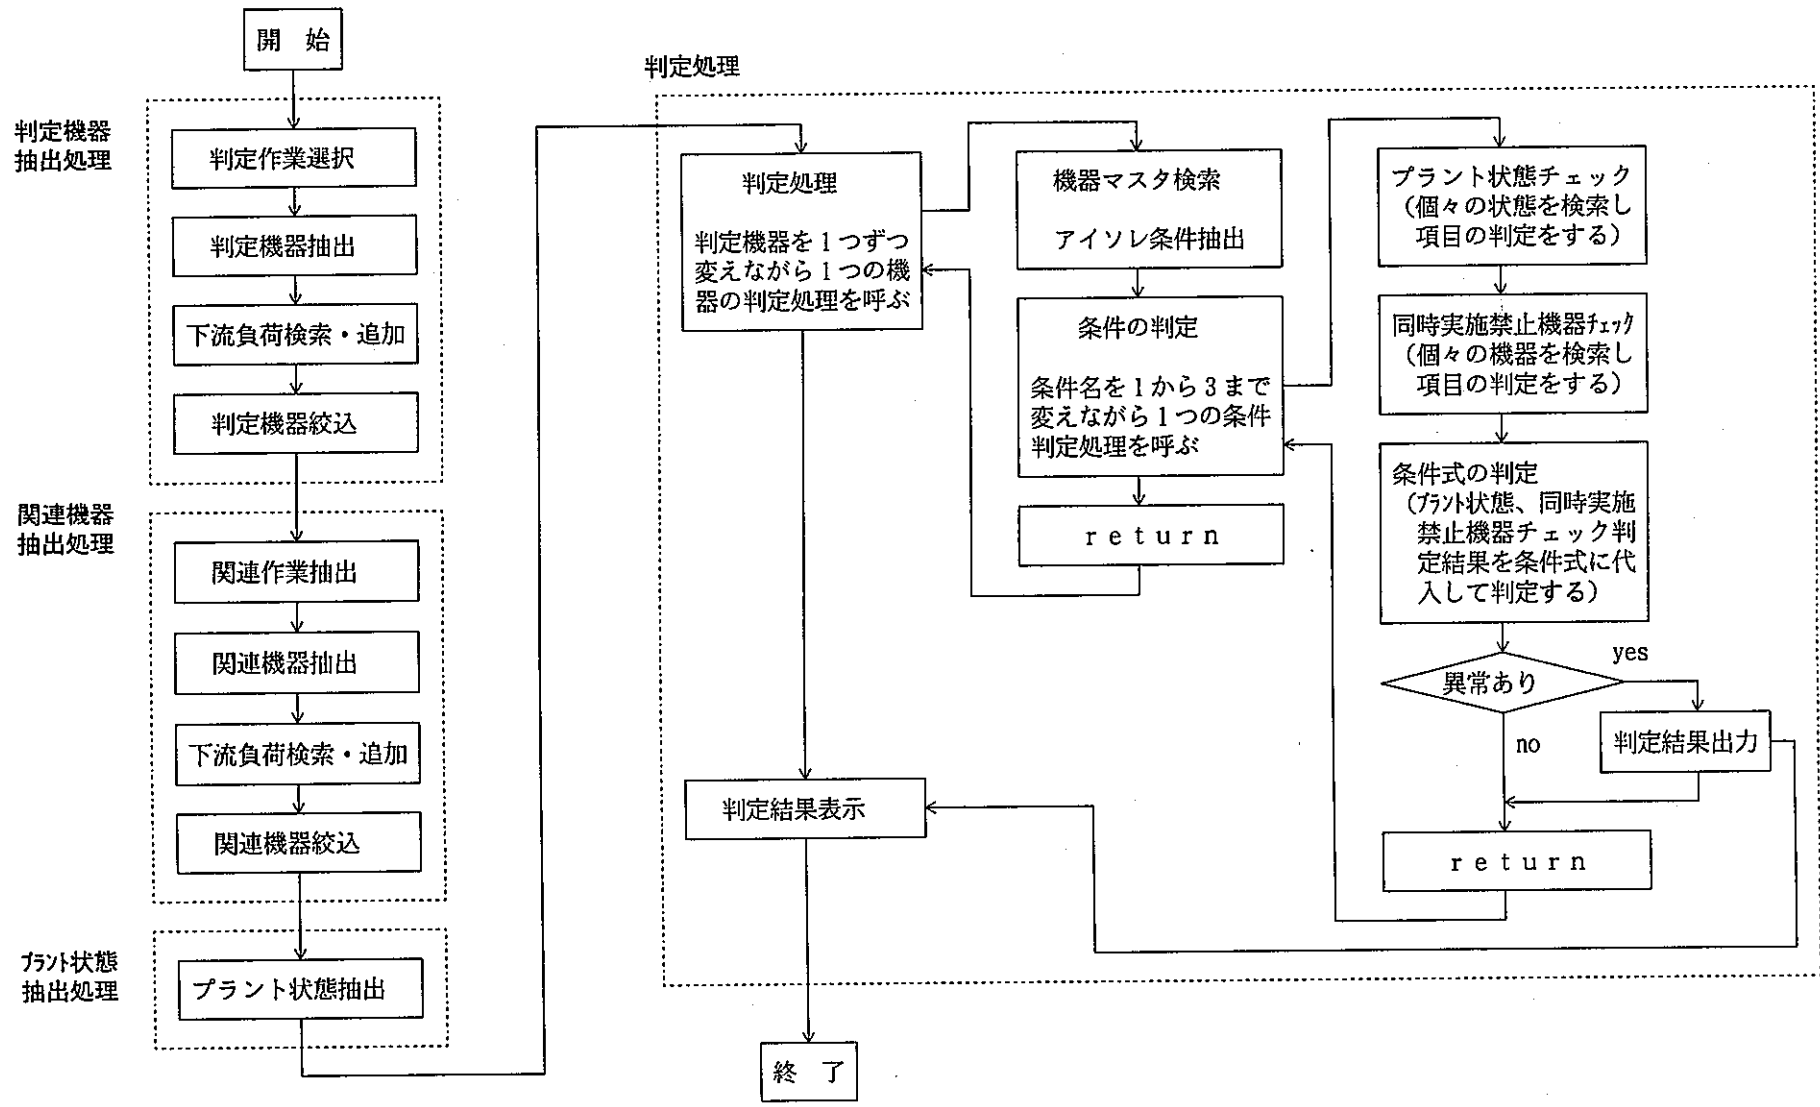 開　始
判定機器
抽出処理
判定作業選択
判定機器抽出
下流負荷検索・追加
判定機器絞込
関連機器
抽出処理
関連作業抽出
関連機器抽出
下流負荷検索・追加
関連機器絞込
プラント状態
抽出処理
プラント状態抽出
判定処理
判定処理
判定機器を１つずつ
変えながら１つの機
器の判定処理を呼ぶ
機器マスタ検索
アイソレ条件抽出
条件の判定
条件名を１から３まで
変えながら１つの条件
判定処理を呼ぶ
ｒｅｔｕｒｎ
プラント状態チェック
（個々の状態を検索し
項目の判定をする）
同時実施禁止機器ﾁｪｯｸ
（個々の機器を検索し
項目の判定をする）
条件式の判定
（ﾌﾟﾗﾝﾄ状態、同時実施
禁止機器チェック判
定結果を条件式に代
入して判定する）
異常あり
yes
no
判定結果出力
ｒｅｔｕｒｎ
判定結果表示
終　了